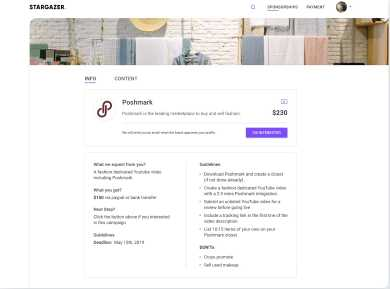 STARGAZER.
SPONSORSHIPS
PAYMENT
INFO
CONTENT
Poshmark
Poshmark is the leading marketplace to buy and sell fashion.
$230
I'M INTERESTED
What we expect from you?
A fashion dedicated Youtube video
including Poshmark.
What you get?
$150 via paypal or bank transfer
Next Step?
Click the button above if you interested
in this campaign.
Guidelines
Deadline: May 15th, 2019
Guidelines
Download Poshmark and create a closet
(if not done already).
Create a fashion dedicated YouTube video
with a 2-3 mins Poshmark integration.
Submit an unlisted YouTube video for a
review before going live
Include a tracking link in the first line of the
video description
List 10-15 items of your own on your
Poshmark closet
DON'Ts
Cross promote
Sell used makeup